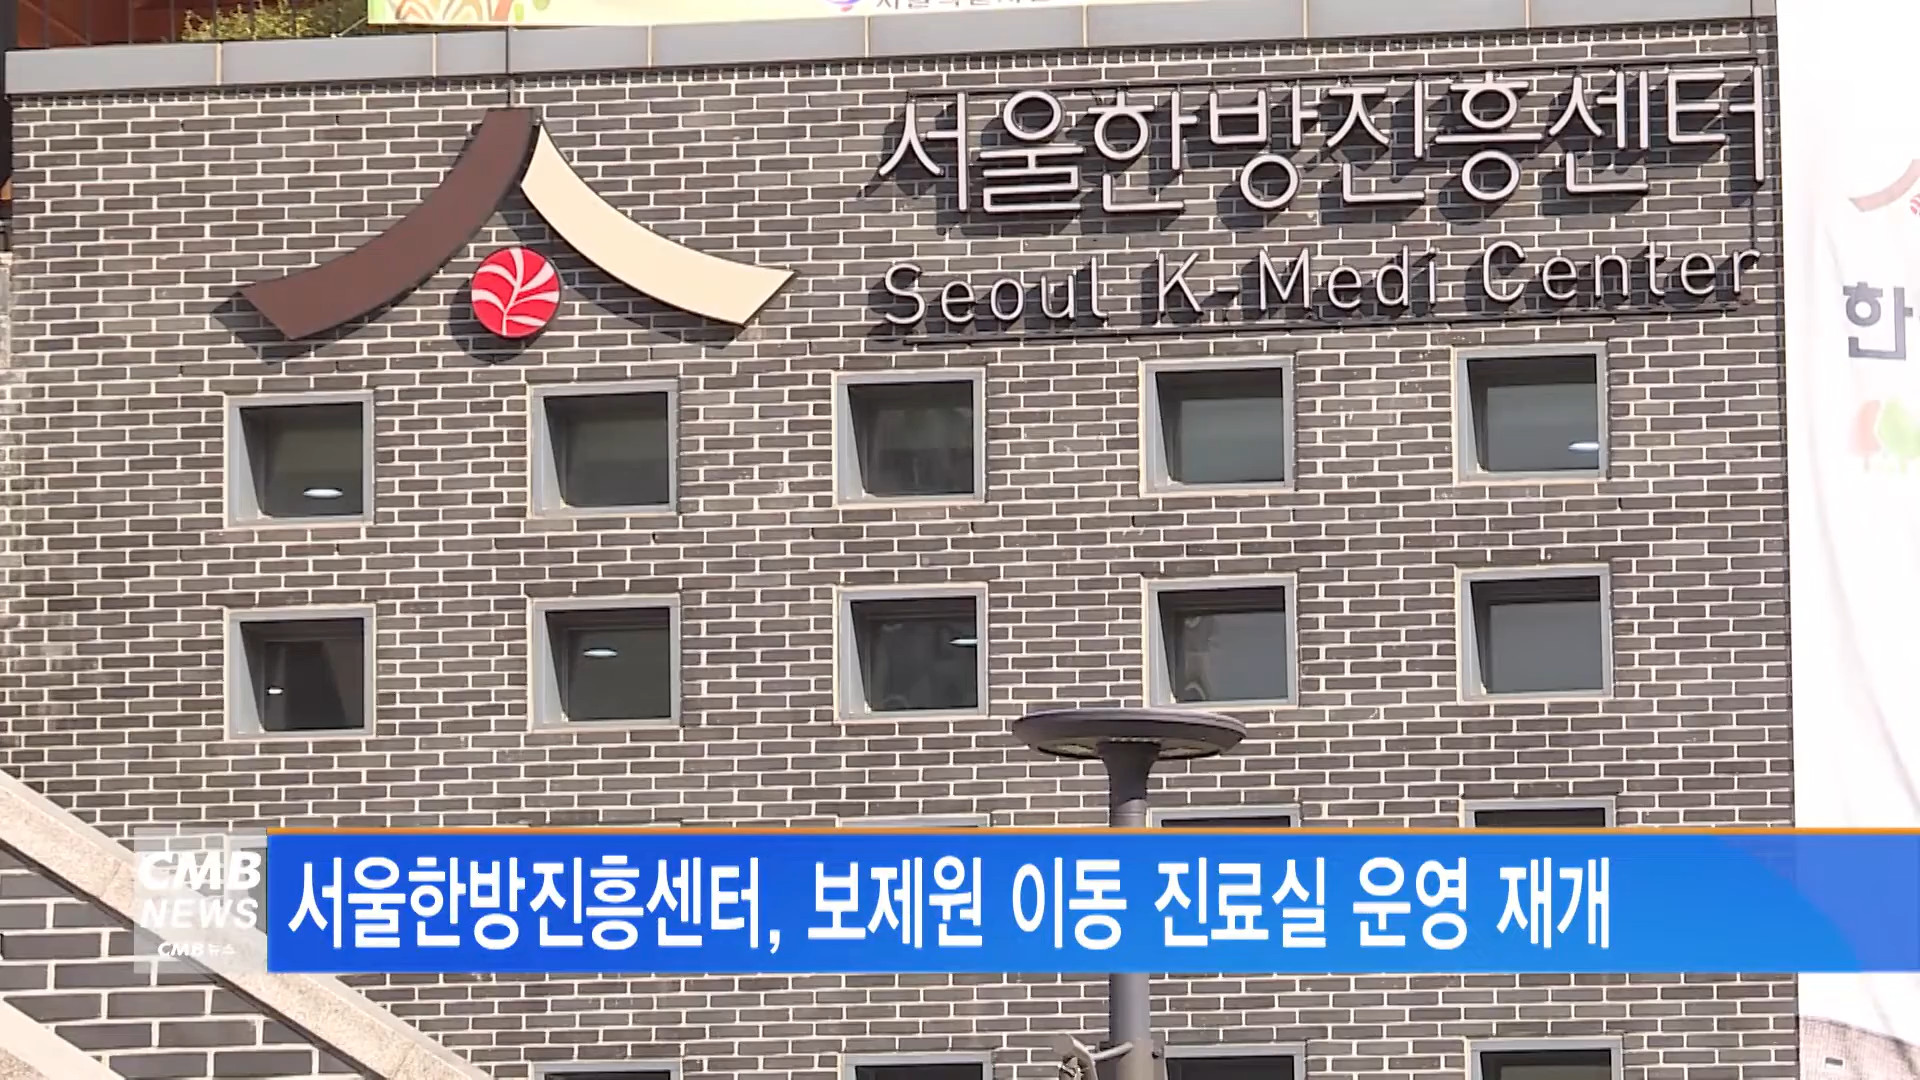 서울한방진흥센터
Seoul K-Medi Center
한
CMB
NEWS
CMB 뉴스
서울한방진흥센터, 보제원 이동 진료실 운영 재개